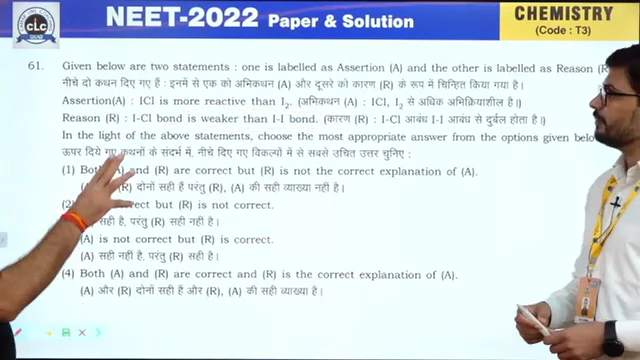 CLC
NEET-2022 Paper & Solution
CHEMISTRY
(Code : T3)
61. Given below are two statements : one is labelled as Assertion (A) and the other is labelled as Reason (R
नीचे दो कथन दिए गए हैं : इनमें से एक को अभिकथन (A) और दूसरे को कारण (R) के रूप में चिन्हित किया गया है।
Assertion(A) : ICI is more reactive than I₂. (अभिकथन (A) : ICI, I₂ से अधिक अभिक्रियाशील है।)
Reason (R) : I-CI bond is weaker than I-I bond. (कारण (R) : I-CI आबंध I-I आबंध से दुर्बल होता है।)
In the light of the above statements, choose the most appropriate answer from the options given belo
ऊपर दिये गए कथनों के संदर्भ में, नीचे दिए गए विकल्पों में से सबसे उचित उत्तर चुनिए :
(1) Both (A) and (R) are correct but (R) is not the correct explanation of (A).
(R) दोनों सही हैं परंतु (R), (A) की सही व्याख्या नहीं है।
(2) correct but (R) is not correct.
सही है, परंतु (R) सही नहीं है।
(A) is not correct but (R) is correct.
(A) सही नहीं है, परंतु (R) सही है।
(4) Both (A) and (R) are correct and (R) is the correct explanation of (A).
(A) और (R) दोनों सही हैं और (R), (A) की सही व्याख्या है।